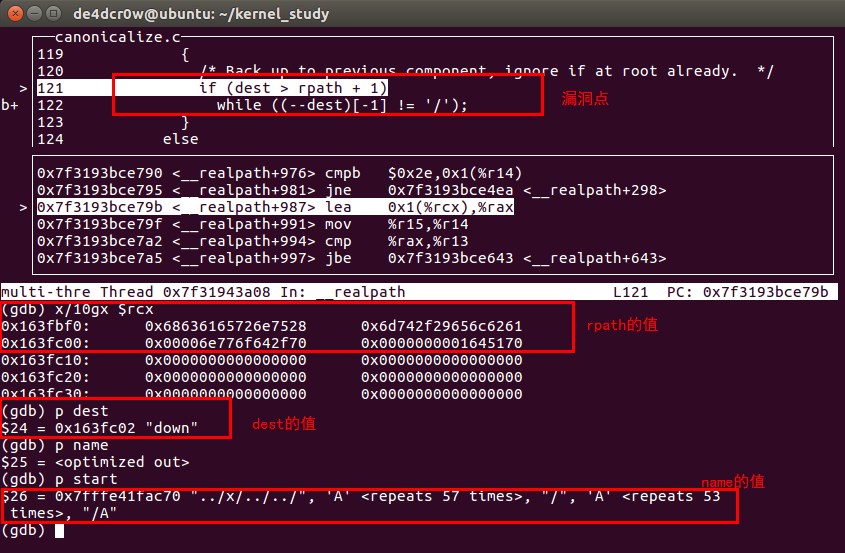 de4dcr0w@ubuntu: ~/kernel_study
canonicalize.c
119 {
120 /* Back up to previous component, ignore if at root already. */
> 121 if (dest > rpath + 1)
漏洞点
b+ 122 while ((--dest)[-1] != '/');
123 }
124 else
0x7f3193bce790 <__realpath+976> cmpb $0x2e,0x1(%r14)
0x7f3193bce795 <__realpath+981> jne 0x7f3193bce4ea <__realpath+298>
> 0x7f3193bce79b <__realpath+987> lea 0x1(%rcx),%rax
0x7f3193bce79f <__realpath+991> mov %r15,%r14
0x7f3193bce7a2 <__realpath+994> cmp %rax,%r13
0x7f3193bce7a5 <__realpath+997> jbe 0x7f3193bce643 <__realpath+643>
multi-thre Thread 0x7f31943a08 In: __realpath L121 PC: 0x7f3193bce79b
(gdb) x/10gx $rcx
0x163fbf0: 0x68636165726e7528 0x6d742f29656c6261
rpath的值
0x163fc00: 0x00006e776f642f70 0x0000000001645170
0x163fc10: 0x0000000000000000 0x0000000000000000
0x163fc20: 0x0000000000000000 0x0000000000000000
0x163fc30: 0x0000000000000000 0x0000000000000000
(gdb) p dest
$24 = 0x163fc02 "down"
dest的值
(gdb) p name
$25 = <optimized out>
(gdb) p start
name的值
$26 = 0x7fffe41fac70 "../x/../../", 'A' <repeats 57 times>, "/", 'A' <repeats 53
times>, "/A"
(gdb)